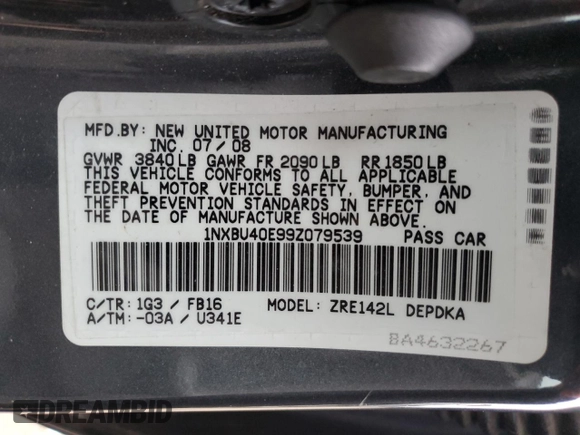 MFD.BY: NEW UNITED MOTOR MANUFACTURING
INC. 07/08
GVWR 3840LB GAWR FR 2090LB RR 1850LB
THIS VEHICLE CONFORMS TO ALL APPLICABLE
FEDERAL MOTOR VEHICLE SAFETY, BUMPER, AND
THEFT PREVENTION STANDARDS IN EFFECT ON
THE DATE OF MANUFACTURE SHOWN ABOVE.
1NXBU40E99Z079539 PASS CAR
C/TR: 1G3 / FB16 MODEL: ZRE142L DEPDKA
A/TM: -03A / U341E
BA4632267
DREAMBID